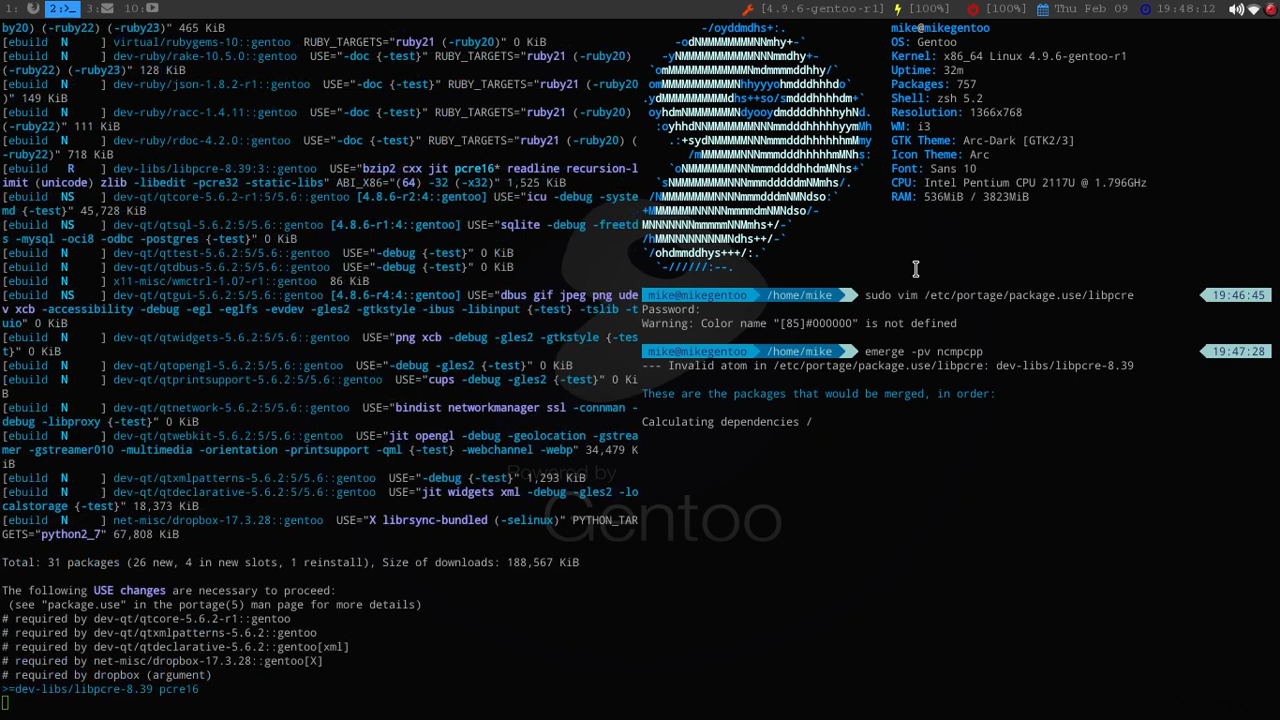 1: 2: 3: 10: [4.9.6-gentoo-r1] [100%] [100%] Thu Feb 09 19:48:12
by20) (-ruby22) (-ruby23)" 465 KiB
[ebuild  N     ] virtual/rubygems-10::gentoo  RUBY_TARGETS="ruby21 (-ruby20)" 0 KiB
[ebuild  N     ] dev-ruby/rake-10.5.0::gentoo  USE="-doc {-test}" RUBY_TARGETS="ruby21 (-ruby20)
(-ruby22) (-ruby23)" 128 KiB
[ebuild  N     ] dev-ruby/json-1.8.2-r1::gentoo  USE="-doc {-test}" RUBY_TARGETS="ruby21 (-ruby20
)" 149 KiB
[ebuild  N     ] dev-ruby/racc-1.4.11::gentoo  USE="-doc {-test}" RUBY_TARGETS="ruby21 (-ruby20)
(-ruby22)" 111 KiB
[ebuild  N     ] dev-ruby/rdoc-4.2.0::gentoo  USE="-doc {-test}" RUBY_TARGETS="ruby21 (-ruby20) (
-ruby22)" 718 KiB
[ebuild   R    ] dev-libs/libpcre-8.39:3::gentoo  USE="bzip2 cxx jit pcre16* readline recursion-l
imit (unicode) zlib -libedit -pcre32 -static-libs" ABI_X86="(64) -32 (-x32)" 1,525 KiB
[ebuild  NS    ] dev-qt/qtcore-5.6.2-r1:5/5.6::gentoo [4.8.6-r2:4::gentoo] USE="icu -debug -syste
md {-test}" 45,728 KiB
[ebuild  NS    ] dev-qt/qtsql-5.6.2:5/5.6::gentoo [4.8.6-r1:4::gentoo] USE="sqlite -debug -freetd
s -mysql -oci8 -odbc -postgres {-test}" 0 KiB
[ebuild  N     ] dev-qt/qttest-5.6.2:5/5.6::gentoo  USE="-debug {-test}" 0 KiB
[ebuild  N     ] dev-qt/qtdbus-5.6.2:5/5.6::gentoo  USE="-debug {-test}" 0 KiB
[ebuild  N     ] x11-misc/wmctrl-1.07-r1::gentoo  86 KiB
[ebuild  NS    ] dev-qt/qtgui-5.6.2:5/5.6::gentoo [4.8.6-r4:4::gentoo] USE="dbus gif jpeg png ude
v xcb -accessibility -debug -egl -eglfs -evdev -gles2 -gtkstyle -ibus -libinput {-test} -tslib -t
uio" 0 KiB
[ebuild  N     ] dev-qt/qtwidgets-5.6.2:5/5.6::gentoo  USE="png xcb -debug -gles2 -gtkstyle {-tes
t}" 0 KiB
[ebuild  N     ] dev-qt/qtopengl-5.6.2:5/5.6::gentoo  USE="-debug -gles2 {-test}" 0 KiB
[ebuild  N     ] dev-qt/qtprintsupport-5.6.2:5/5.6::gentoo  USE="cups -debug -gles2 {-test}" 0 Ki
B
[ebuild  N     ] dev-qt/qtnetwork-5.6.2:5/5.6::gentoo  USE="bindist networkmanager ssl -connman -
debug -libproxy {-test}" 0 KiB
[ebuild  N     ] dev-qt/qtwebkit-5.6.2:5/5.6::gentoo  USE="jit opengl -debug -geolocation -gstrea
mer -gstreamer010 -multimedia -orientation -printsupport -qml {-test} -webchannel -webp" 34,479 K
iB
[ebuild  N     ] dev-qt/qtxmlpatterns-5.6.2:5/5.6::gentoo  USE="-debug {-test}" 1,293 KiB
[ebuild  N     ] dev-qt/qtdeclarative-5.6.2:5/5.6::gentoo  USE="jit widgets xml -debug -gles2 -lo
calstorage {-test}" 18,373 KiB
[ebuild  N     ] net-misc/dropbox-17.3.28::gentoo  USE="X librsync-bundled (-selinux)" PYTHON_TAR
GETS="python2_7" 67,808 KiB
Total: 31 packages (26 new, 4 in new slots, 1 reinstall), Size of downloads: 188,567 KiB
The following USE changes are necessary to proceed:
 (see "package.use" in the portage(5) man page for more details)
# required by dev-qt/qtcore-5.6.2-r1::gentoo
# required by dev-qt/qtxmlpatterns-5.6.2::gentoo
# required by dev-qt/qtdeclarative-5.6.2::gentoo[xml]
# required by net-misc/dropbox-17.3.28::gentoo[X]
# required by dropbox (argument)
>=dev-libs/libpcre-8.39 pcre16
mike@mikegentoo
OS: Gentoo
Kernel: x86_64 Linux 4.9.6-gentoo-r1
Uptime: 32m
Packages: 757
Shell: zsh 5.2
Resolution: 1366x768
WM: i3
GTK Theme: Arc-Dark [GTK2/3]
Icon Theme: Arc
Font: Sans 10
CPU: Intel Pentium CPU 2117U @ 1.796GHz
RAM: 536MiB / 3823MiB
mike@mikegentoo /home/mike sudo vim /etc/portage/package.use/libpcre 19:46:45
Password:
Warning: Color name "[85]#000000" is not defined
mike@mikegentoo /home/mike emerge -pv ncmpcpp 19:47:28
--- Invalid atom in /etc/portage/package.use/libpcre: dev-libs/libpcre-8.39
These are the packages that would be merged, in order:
Calculating dependencies /
Powered by
Gentoo